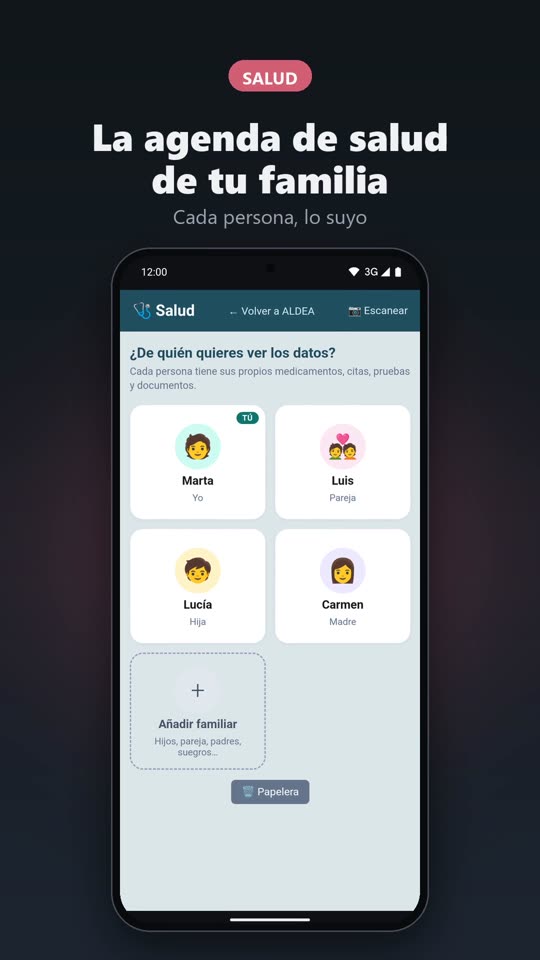 SALUD
La agenda de salud
de tu familia
Cada persona, lo suyo
12:00
3G
Salud
← Volver a ALDEA
Escanear
¿De quién quieres ver los datos?
Cada persona tiene sus propios medicamentos, citas, pruebas
y documentos.
TÚ
Marta
Yo
Luis
Pareja
Lucía
Hija
Carmen
Madre
+
Añadir familiar
Hijos, pareja, padres,
suegros…
Papelera